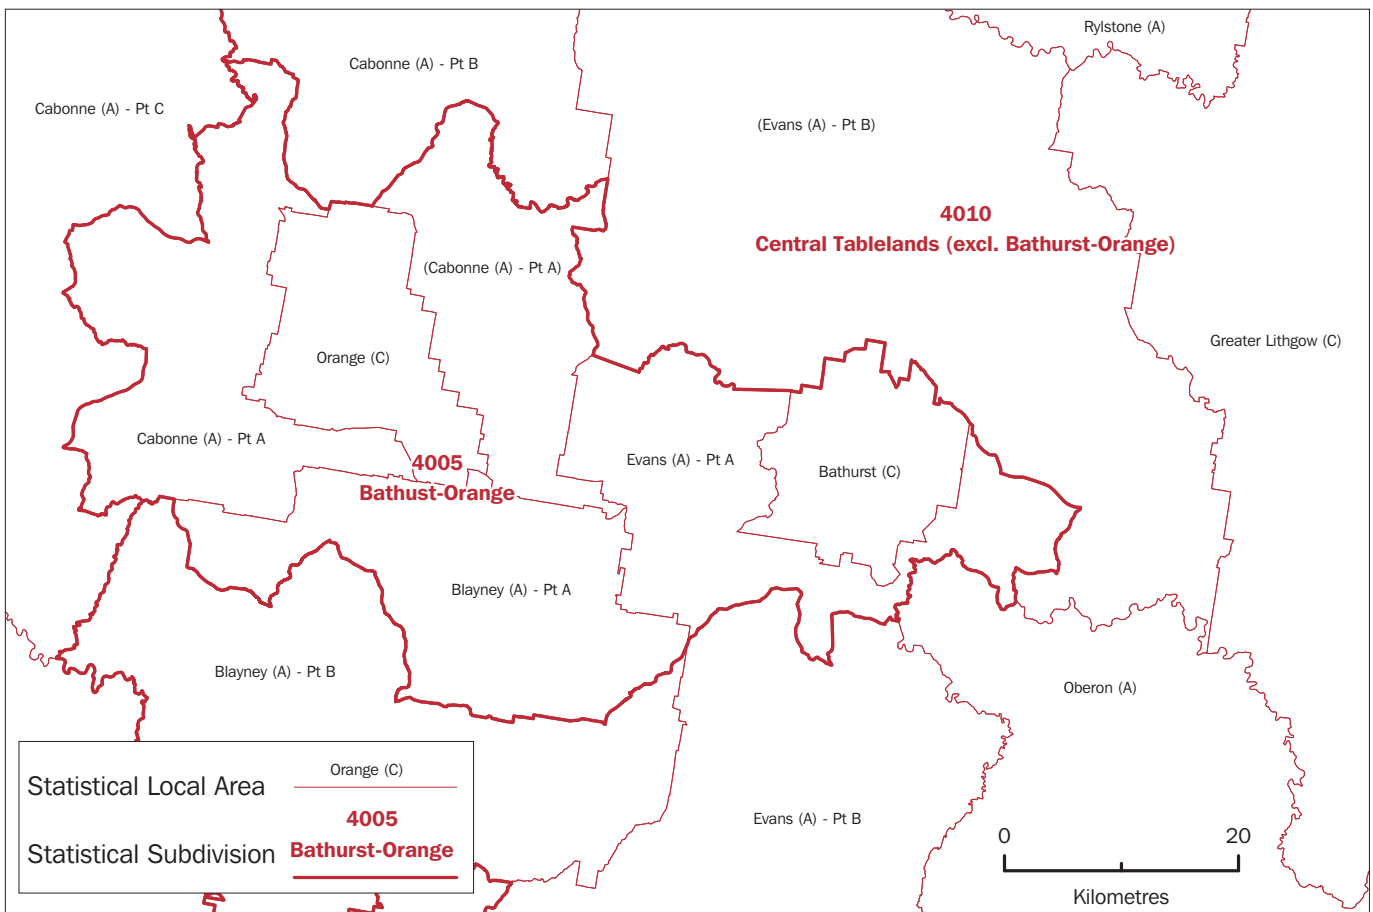 Rylstone (A)
Cabonne (A) - Pt B
Cabonne (A) - Pt C
(Evans (A) - Pt B)
4010
Central Tablelands (excl. Bathurst-Orange)
(Cabonne (A) - Pt A)
Greater Lithgow (C)
Orange (C)
Cabonne (A) - Pt A
4005
Bathust-Orange
Evans (A) - Pt A
Bathurst (C)
Blayney (A) - Pt A
Blayney (A) - Pt B
Oberon (A)
Evans (A) - Pt B
Statistical Local Area
Orange (C)
Statistical Subdivision
4005
Bathurst-Orange
0 20
Kilometres